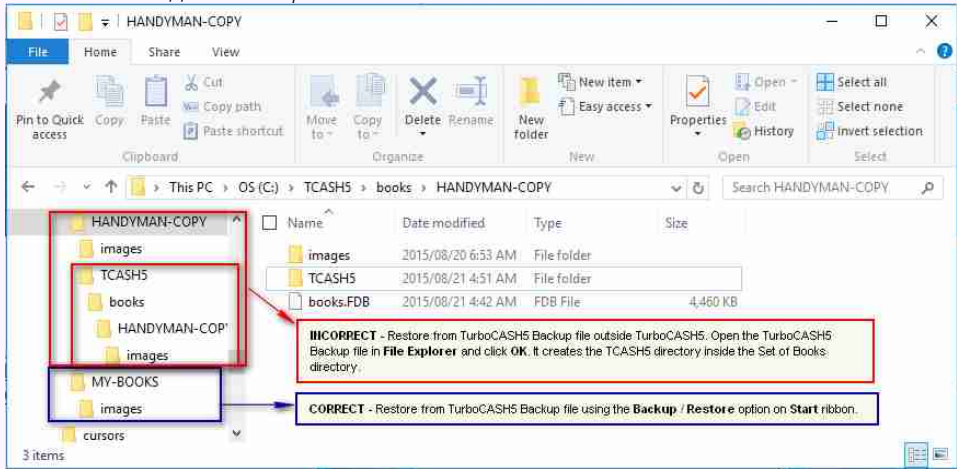 HANDYMAN-COPY
File Home Share View
Pin to Quick access
Copy
Paste
Cut
Copy path
Paste shortcut
Clipboard
Move to
Copy to
Delete
Rename
Organize
New folder
New item
Easy access
New
Properties
Open
Edit
History
Open
Select all
Select none
Invert selection
Select
This PC › OS (C:) › TCASH5 › books › HANDYMAN-COPY
Search HANDYMAN-COPY
HANDYMAN-COPY
images
TCASH5
books
HANDYMAN-COP
images
MY-BOOKS
images
cursors
Name Date modified Type Size
images 2015/08/20 6:53 AM File folder
TCASH5 2015/08/21 4:51 AM File folder
books.FDB 2015/08/21 4:42 AM FDB File 4,460 KB
INCORRECT - Restore from TurboCASH5 Backup file outside TurboCASH5. Open the TurboCASH5
Backup file in File Explorer and click OK. It creates the TCASH5 directory inside the Set of Books
directory.
CORRECT - Restore from TurboCASH5 Backup file using the Backup / Restore option on Start ribbon.
3 items